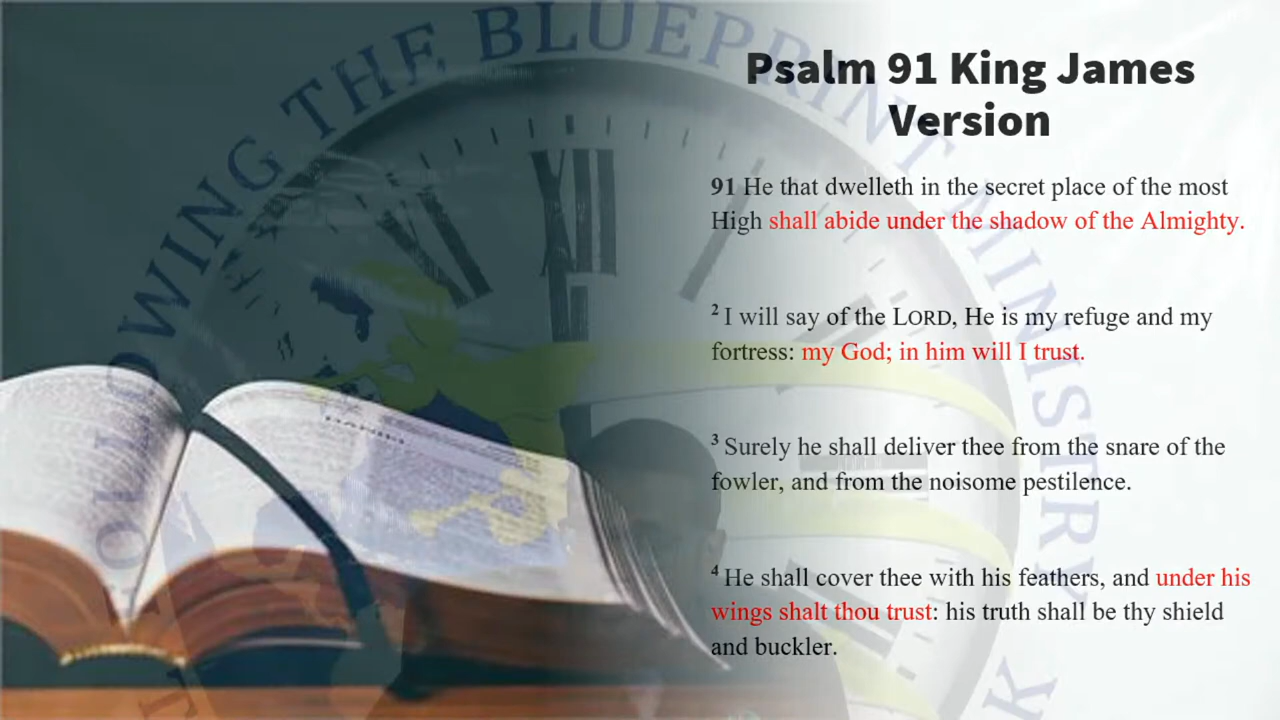 FOLLOWING THE BLUEPRINT MINISTRY
Psalm 91 King James
Version
91 He that dwelleth in the secret place of the most
High shall abide under the shadow of the Almighty.
2 I will say of the LORD, He is my refuge and my
fortress: my God; in him will I trust.
3 Surely he shall deliver thee from the snare of the
fowler, and from the noisome pestilence.
4 He shall cover thee with his feathers, and under his
wings shalt thou trust: his truth shall be thy shield
and buckler.
XII